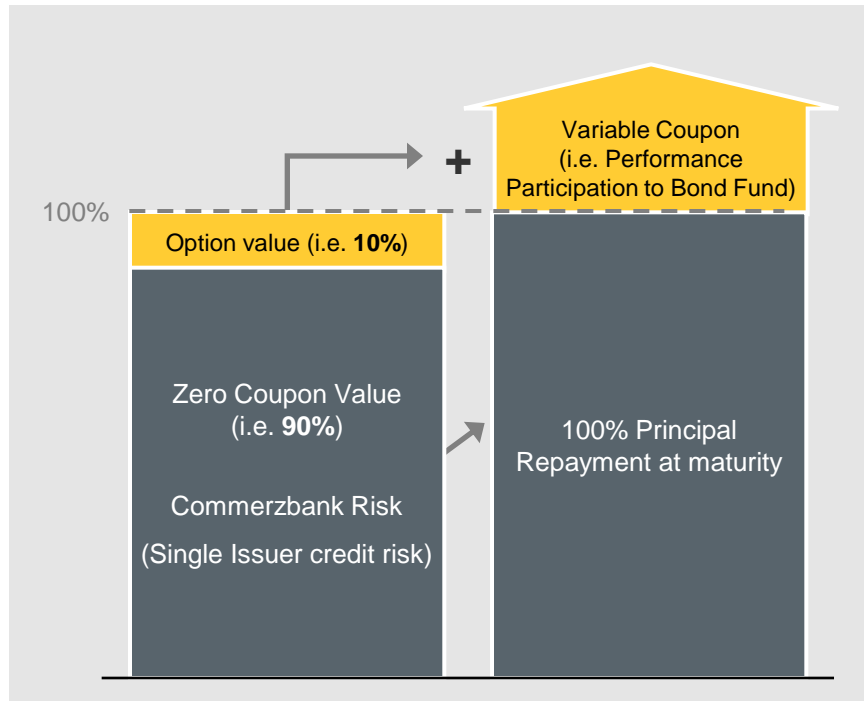 Variable Coupon
(i.e. Performance
Participation to Bond Fund)
+
100%
Option value (i.e. 10%)
Zero Coupon Value
(i.e. 90%)
Commerzbank Risk
(Single Issuer credit risk)
100% Principal
Repayment at maturity